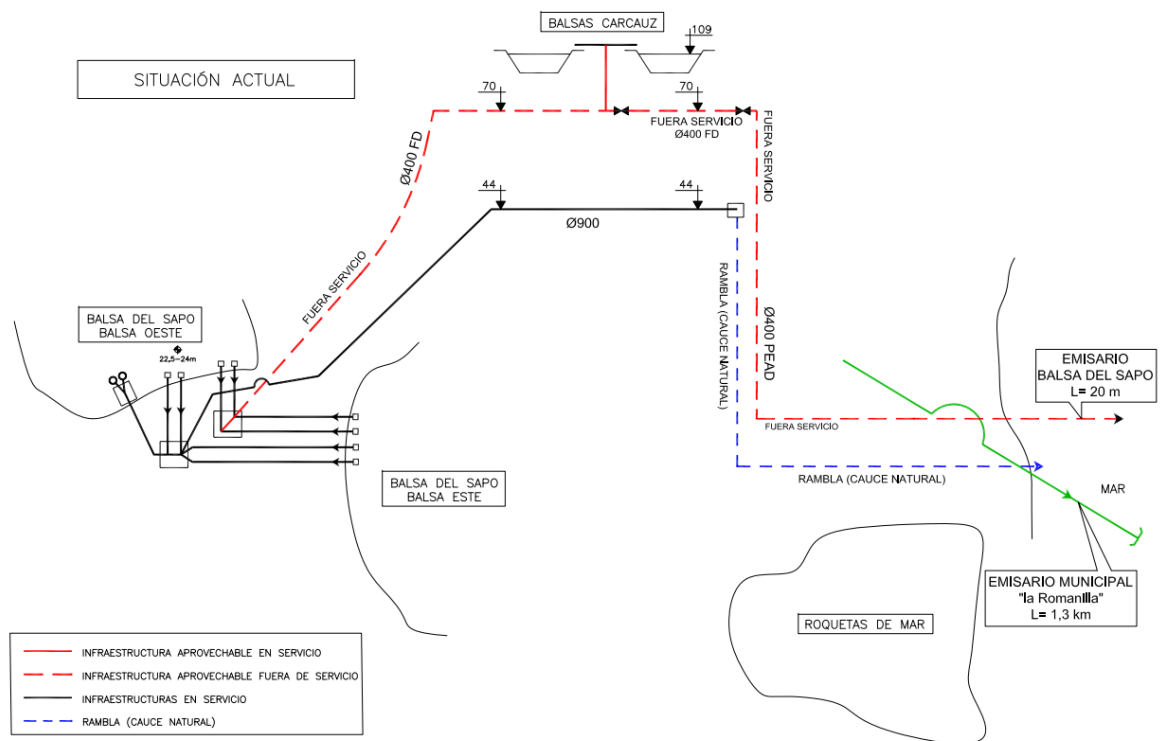 BALSAS CARCAUZ
109
SITUACIÓN ACTUAL
70
70
FUERA SERVICIO
Ø400 FD
FUERA SERVICIO
Ø400 FD
44
44
Ø900
FUERA SERVICIO
RAMBLA (CAUCE NATURAL)
Ø400 PEAD
BALSA DEL SAPO
BALSA OESTE
22,5-24m
EMISARIO
BALSA DEL SAPO
L= 20 m
FUERA SERVICIO
BALSA DEL SAPO
BALSA ESTE
RAMBLA (CAUCE NATURAL)
MAR
EMISARIO MUNICIPAL
"la Romanilla"
L= 1,3 km
ROQUETAS DE MAR
INFRAESTRUCTURA APROVECHABLE EN SERVICIO
INFRAESTRUCTURA APROVECHABLE FUERA DE SERVICIO
INFRAESTRUCTURAS EN SERVICIO
RAMBLA (CAUCE NATURAL)